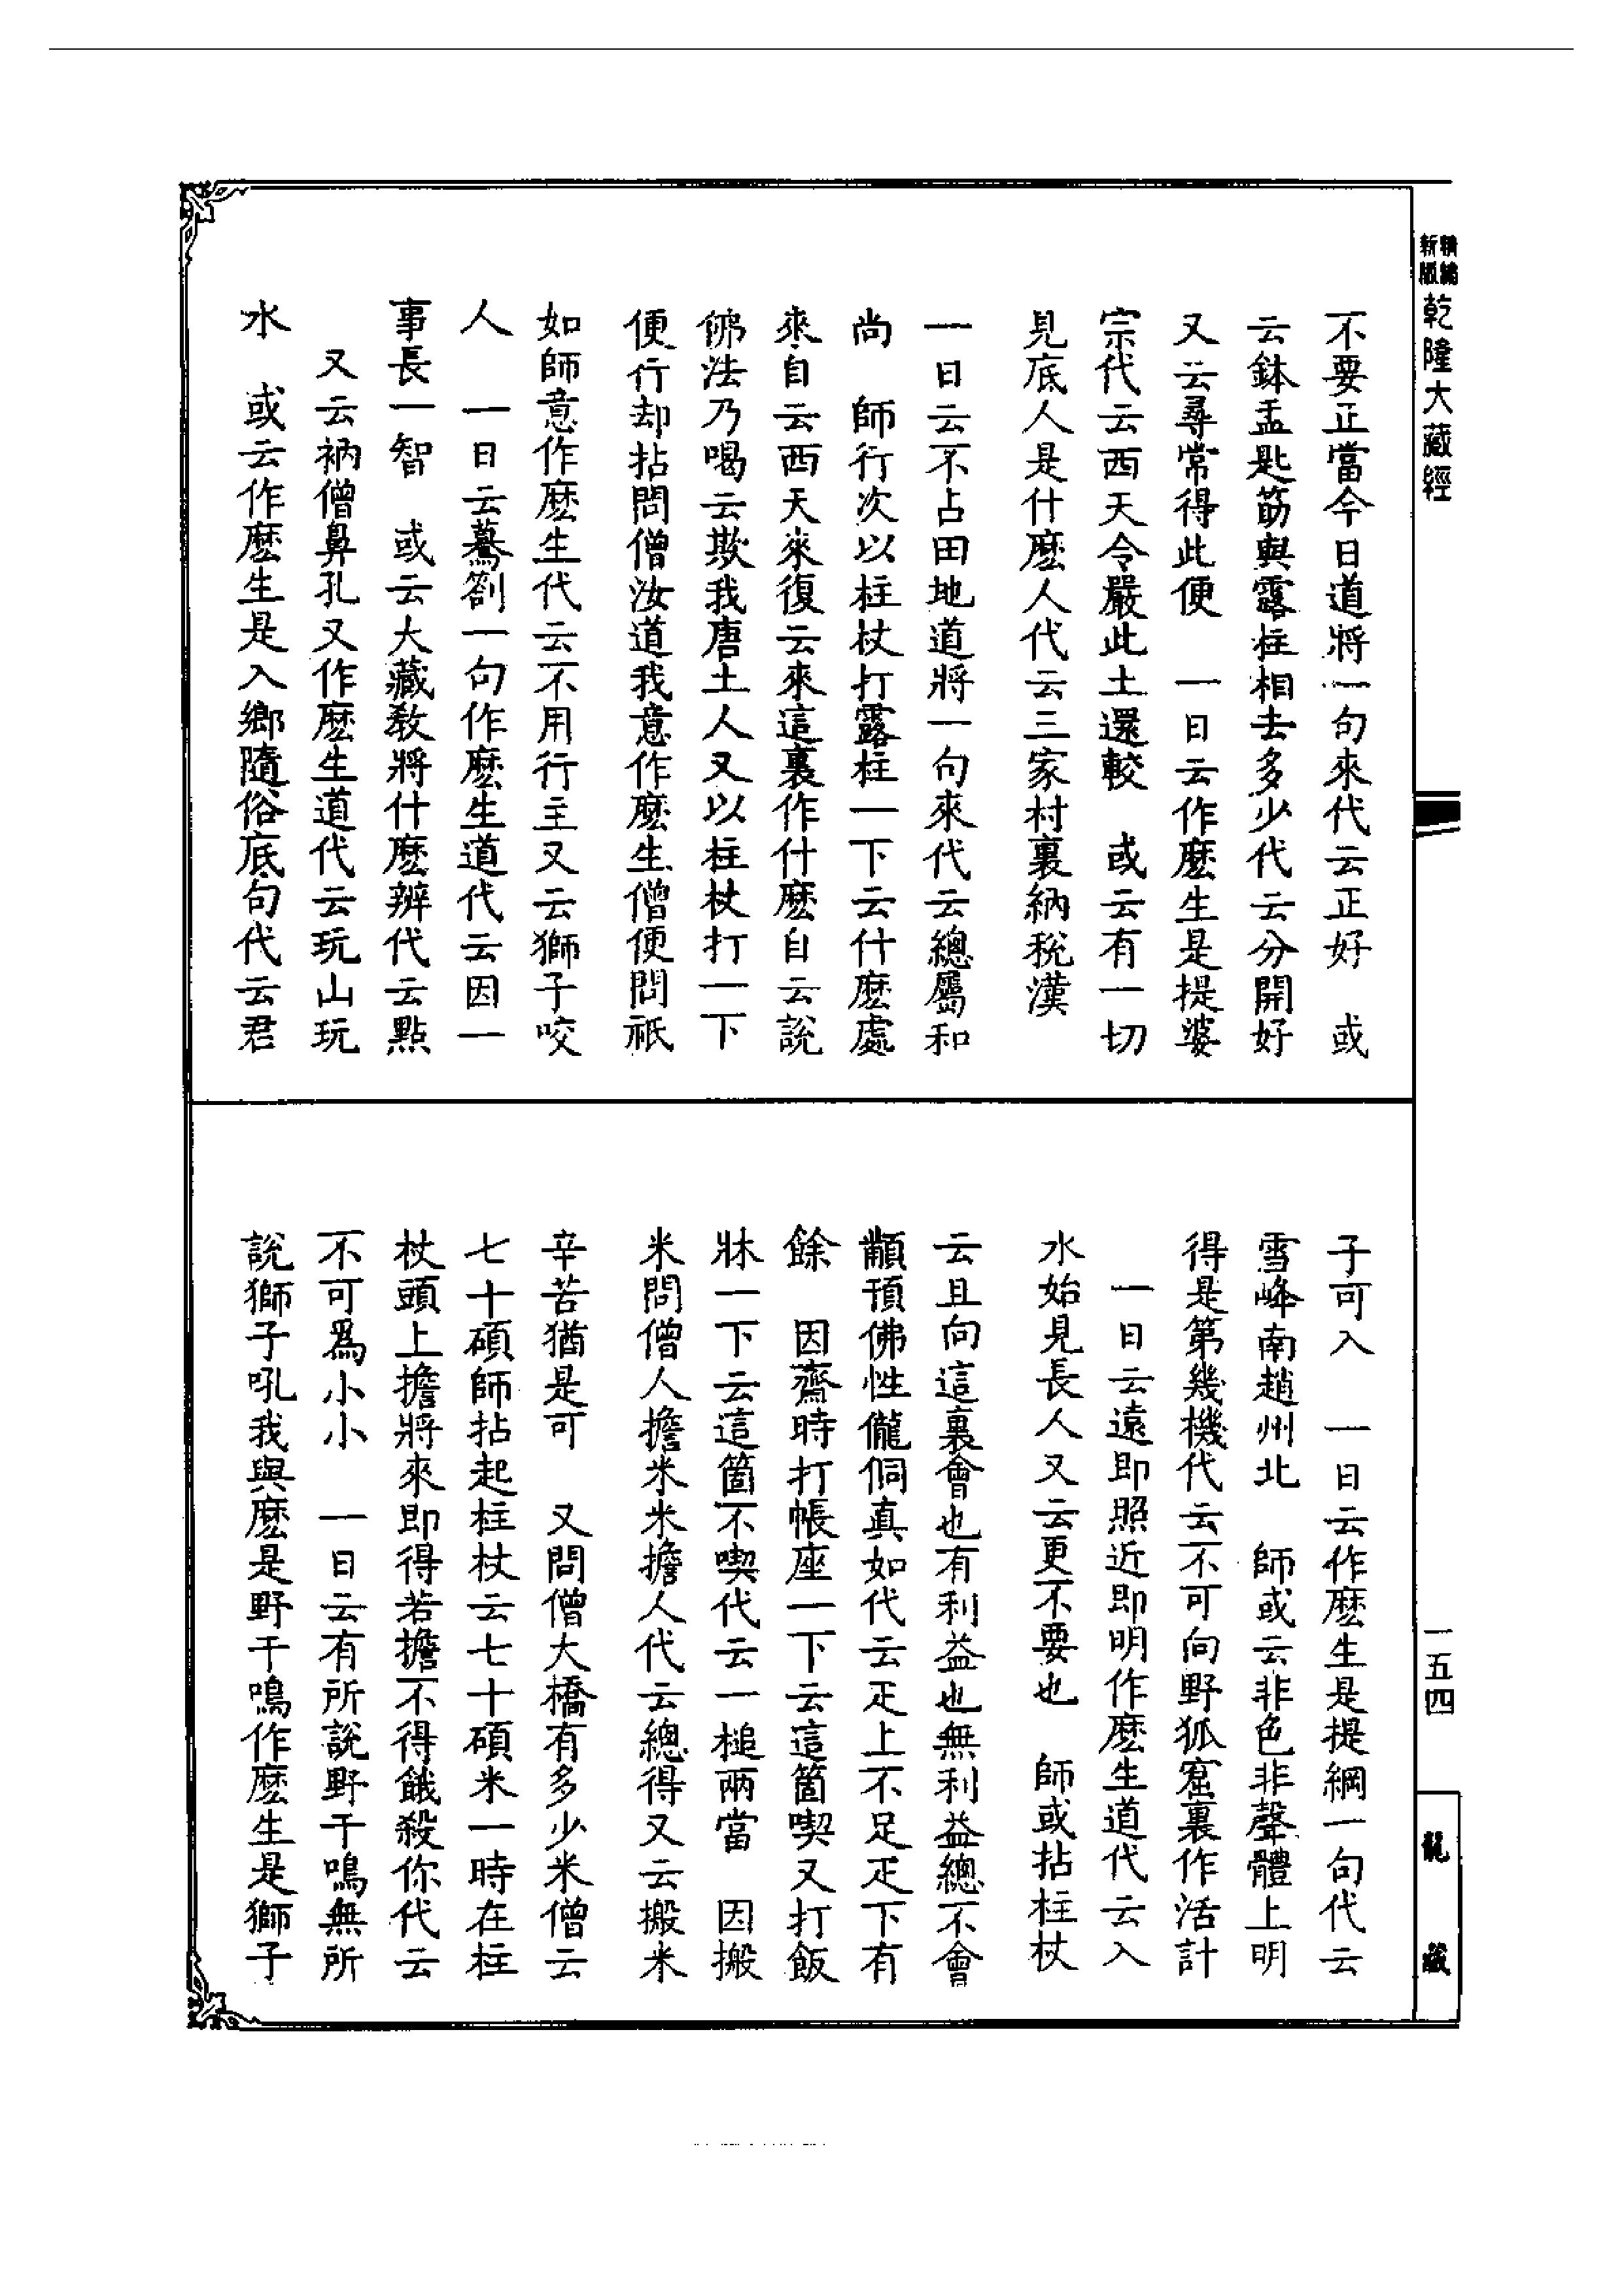 新編縮版
乾隆大藏經
不要正當今日道將一句來代云正好　或
云鉢盂匙筯與露柱相去多少代云分開好
又云尋常得此便　一日云作麽生是提婆
宗代云西天令嚴此土還較　或云有一切
見底人是什麽人代云三家村裏納稅漢
一日云不占田地道將一句來代云總屬和
尚　師行次以柱杖打露柱一下云什麽處
來自云西天來復云來這裏作什麽自云說
佛法乃喝云欺我唐土人又以柱杖打一下
便行却拈問僧汝道我意作麽生僧便問祇
如師意作麽生代云不用行主又云獅子咬
人　一日云驀劄一句作麽生道代云因一
事長一智　或云大藏教將什麽辨代云點
又云衲僧鼻孔又作麽生道代云玩山玩
水　或云作麽生是入鄉隨俗底句代云君
子可入　一日云作麽生是提綱一句代云
雪峰南趙州北　師或云非色非聲體上明
得是第幾機代云不可向野狐窟裏作活計
一日云遠即照近即明作麽生道代云入
水始見長人又云更不要也　師或拈柱杖
云且向這裏會也有利益也無利益總不會
顢頇佛性儱侗真如代云疋上不足疋下有
餘　因齋時打帳座一下云這箇喫又打飯
牀一下云這箇不喫代云一槌兩當　因搬
米問僧人擔米米擔人代云總得又云搬米
辛苦猶是可　又問僧大橋有多少米僧云
七十碩師拈起柱杖云七十碩米一時在柱
杖頭上擔將來即得若擔不得餓殺你代云
不可爲小小　一日云有所說野干鳴無所
說獅子吼我與麽是野干鳴作麽生是獅子
一五四
龍藏